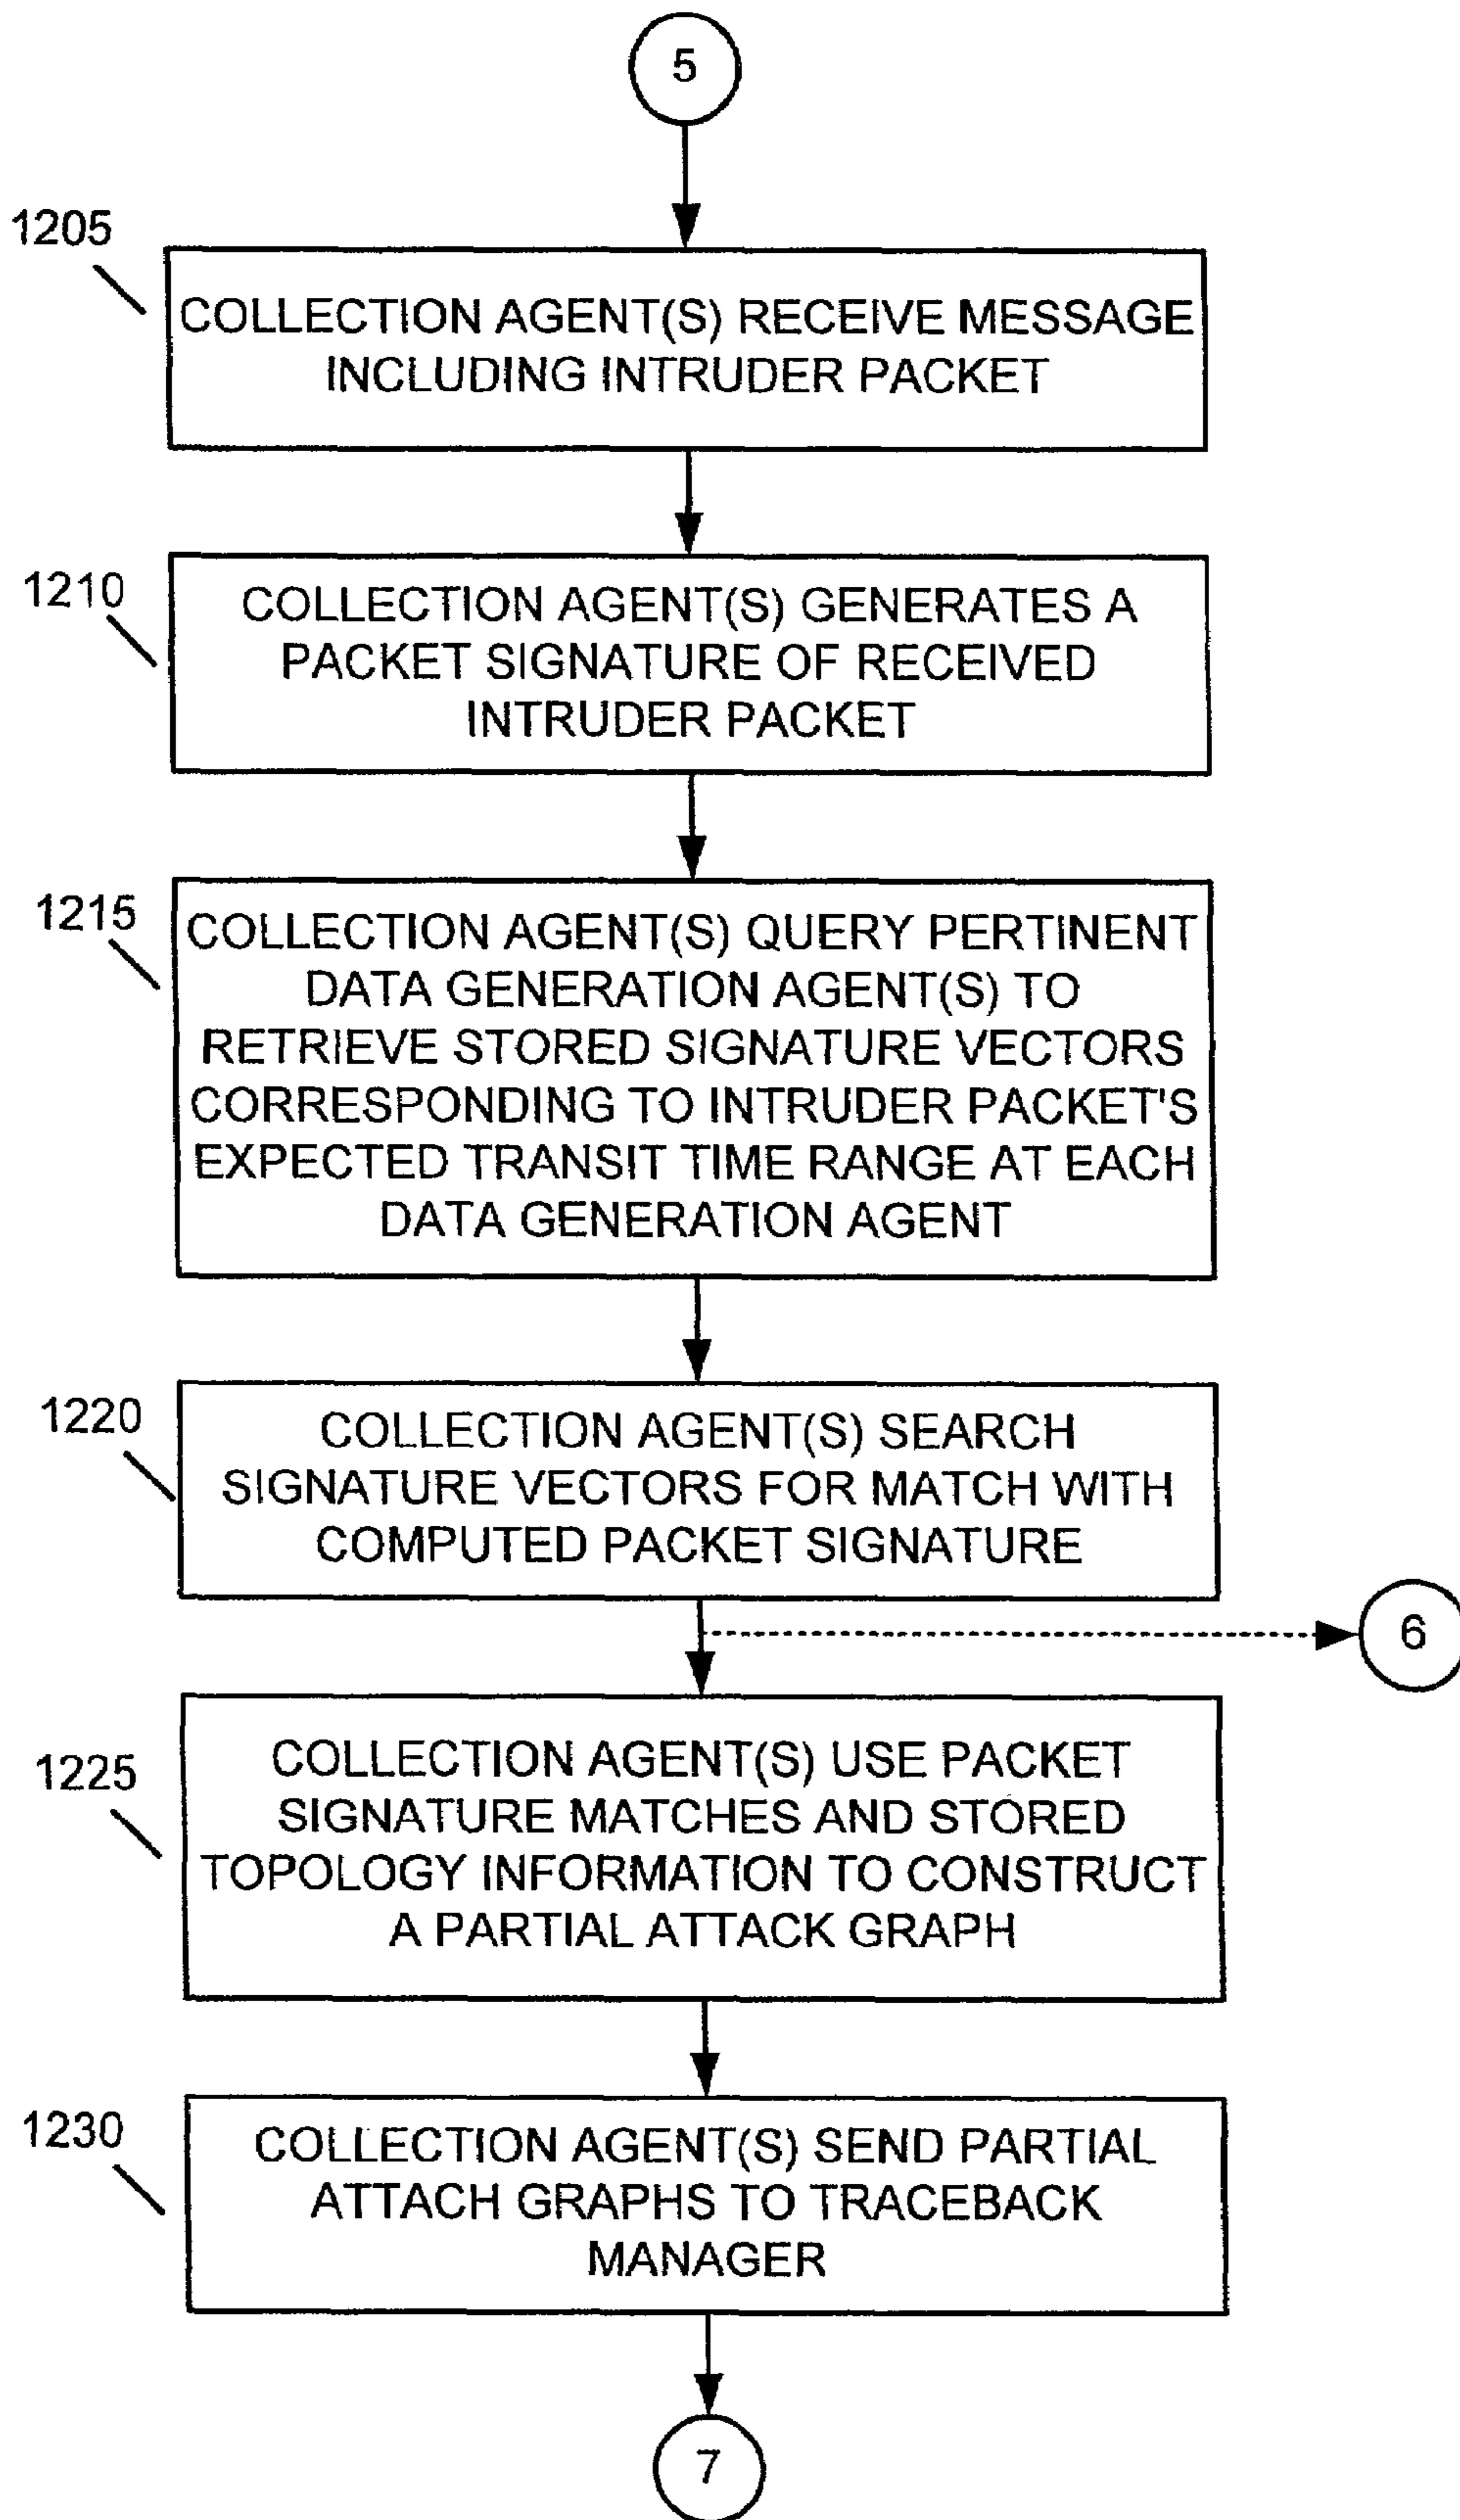 5
1205
COLLECTION AGENT(S) RECEIVE MESSAGE
INCLUDING INTRUDER PACKET
1210
COLLECTION AGENT(S) GENERATES A
PACKET SIGNATURE OF RECEIVED
INTRUDER PACKET
1215
COLLECTION AGENT(S) QUERY PERTINENT
DATA GENERATION AGENT(S) TO
RETRIEVE STORED SIGNATURE VECTORS
CORRESPONDING TO INTRUDER PACKET'S
EXPECTED TRANSIT TIME RANGE AT EACH
DATA GENERATION AGENT
1220
COLLECTION AGENT(S) SEARCH
SIGNATURE VECTORS FOR MATCH WITH
COMPUTED PACKET SIGNATURE
6
1225
COLLECTION AGENT(S) USE PACKET
SIGNATURE MATCHES AND STORED
TOPOLOGY INFORMATION TO CONSTRUCT
A PARTIAL ATTACK GRAPH
1230
COLLECTION AGENT(S) SEND PARTIAL
ATTACH GRAPHS TO TRACEBACK
MANAGER
7